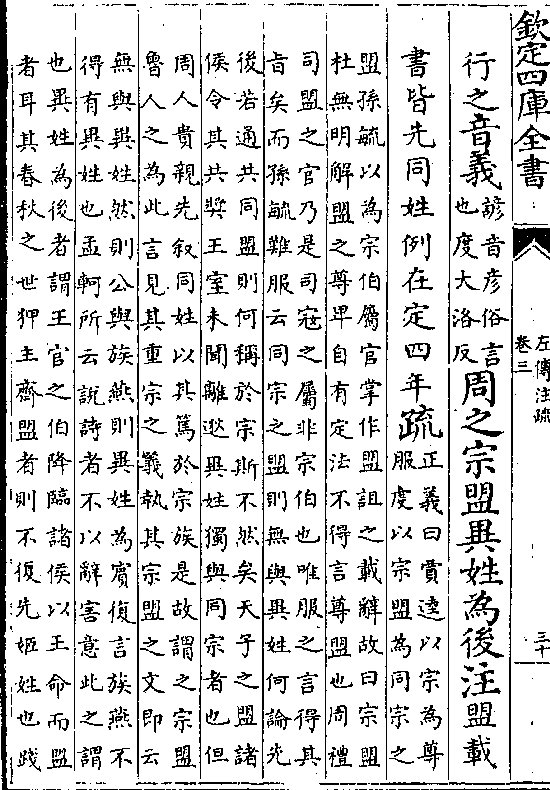 欽定四庫全書
左傳注疏
卷三
三十
行之音義諺音彦俗言
也度大洛反
周之宗盟異姓為後注盟載
書皆先同姓例在定四年疏正義曰賈逵以宗為尊
服虔以宗盟為同宗之
盟孫毓以為宗伯屬官掌作盟詛之載辭故曰宗盟
杜無明解盟之尊卑自有定法不得言尊盟也周禮
司盟之官乃是司寇之屬非宗伯也唯服之言得其
旨矣而孫毓難服云同宗之盟則無與異姓何論先
後若通共同盟則何稱於宗斯不然矣天子之盟諸
侯令其共奬王室未聞離逖異姓獨與同宗者也但
周人貴親先叙同姓以其篤於宗族是故謂之宗盟
魯人之為此言見其重宗之義執其宗盟之文即云
無與異姓然則公與族燕則異姓為賓復言族燕不
得有異姓也孟軻所云說詩者不以辭害意此之謂
也異姓為後者謂王官之伯降臨諸侯以王命而盟
者耳其春秋之世狎主齊盟者則不復先姬姓也踐